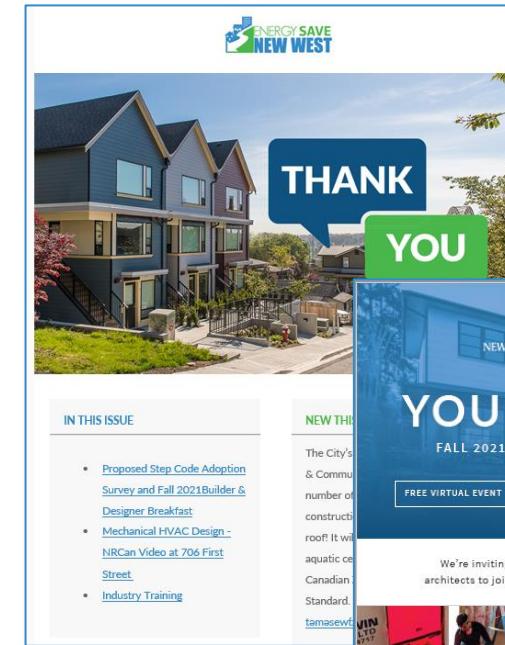 ENERGY SAVE
NEW WEST
THANK
YOU
IN THIS ISSUE
Proposed Step Code Adoption
Survey and Fall 2021Builder &
Designer Breakfast
Mechanical HVAC Design -
NRCan Video at 706 First
Street
Industry Training
NEW THI
The City's
& Commu
number of
constructi
roof! It wil
aquatic ce
Canadian
Standard.
tamasewt
NEW
YOU
FALL 2021
FREE VIRTUAL EVENT
We're invitin
architects to joi